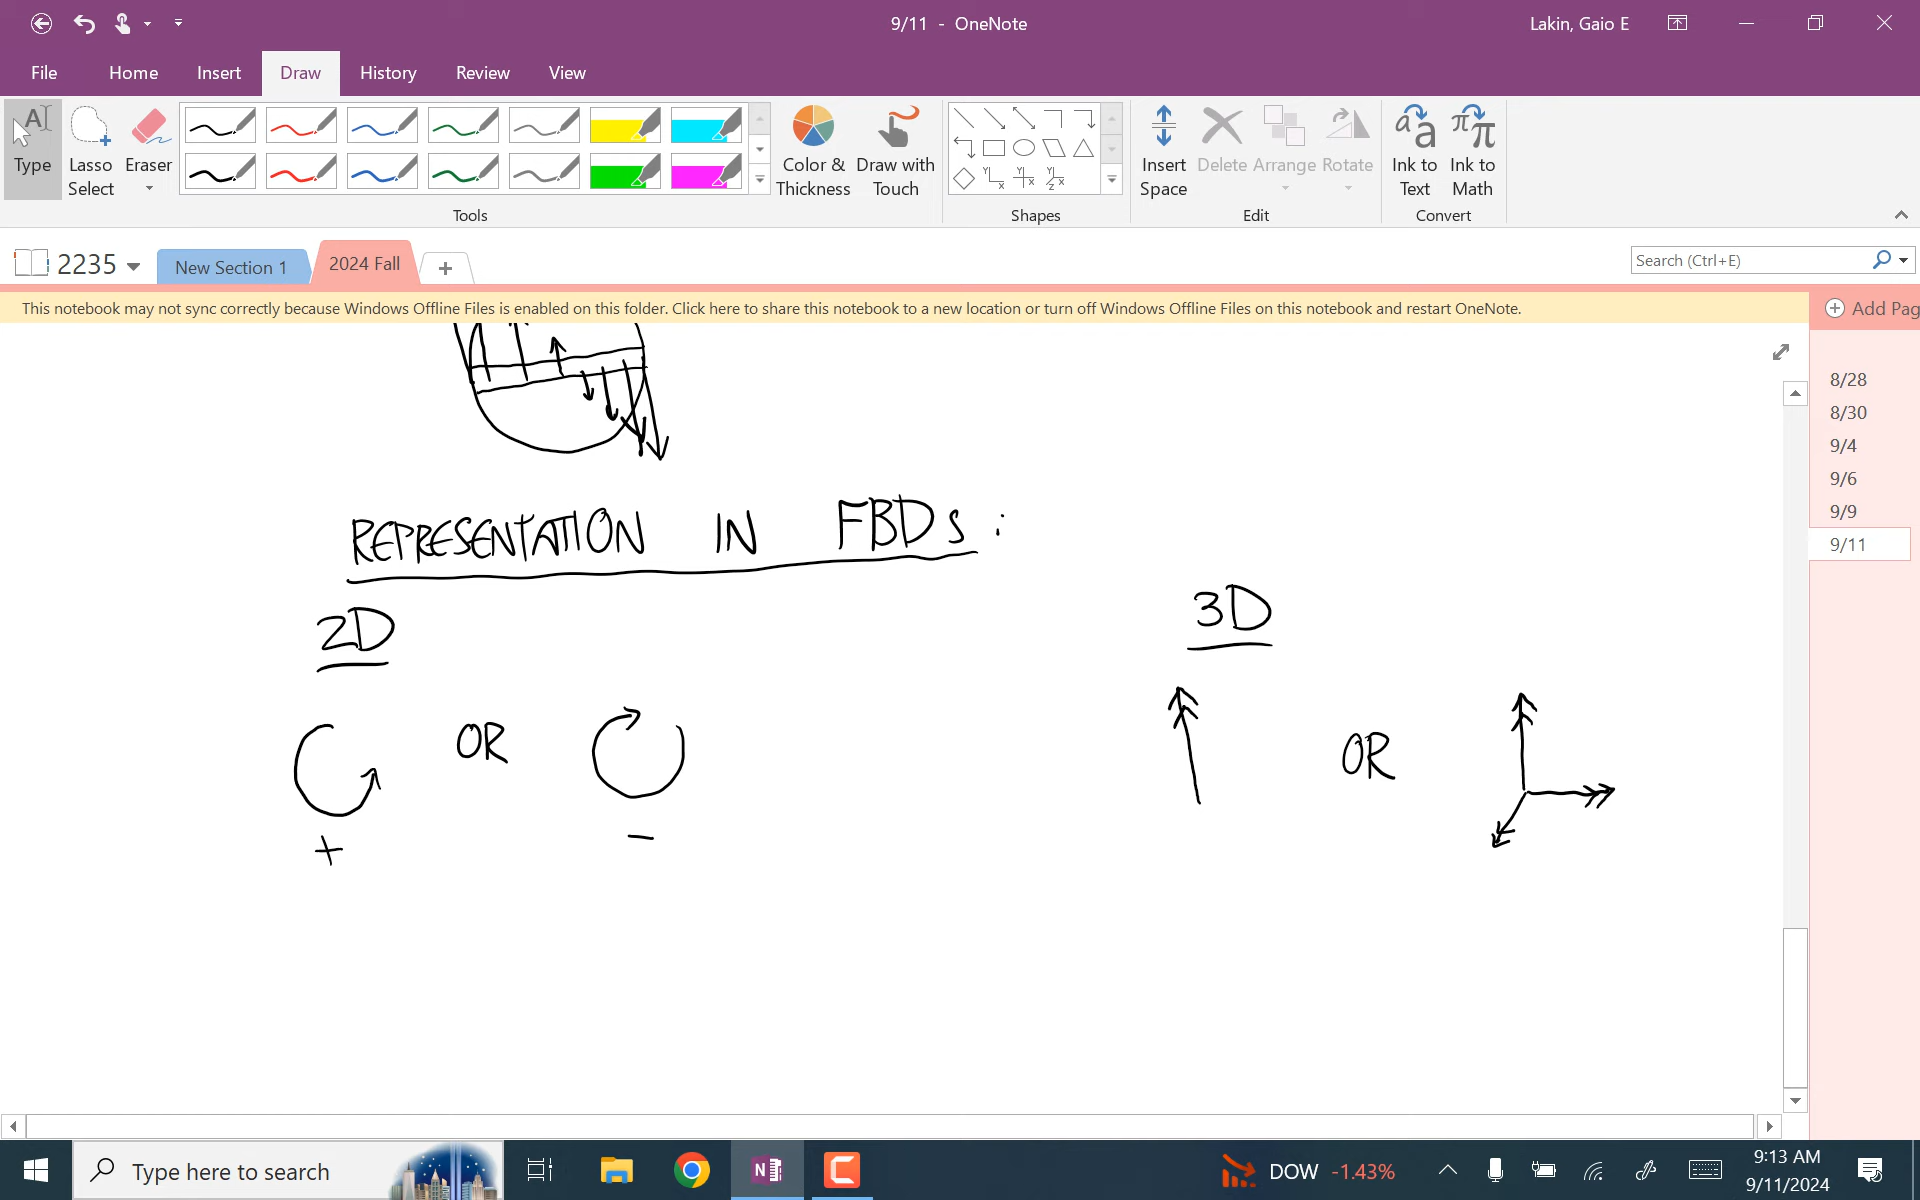 9/11 - OneNote
Lakin, Gaio E
File Home Insert Draw History Review View
Type
Lasso Select
Eraser
Color & Thickness
Draw with Touch
Insert Space
Delete
Arrange
Rotate
Ink to Text
Ink to Math
Tools
Shapes
Edit
Convert
2235
New Section 1
2024 Fall
Search (Ctrl+E)
This notebook may not sync correctly because Windows Offline Files is enabled on this folder. Click here to share this notebook to a new location or turn off Windows Offline Files on this notebook and restart OneNote.
Add Pag
8/28
8/30
9/4
9/6
9/9
9/11
REPRESENTATION IN FBDs:
2D
3D
OR
OR
+
−
Type here to search
DOW -1.43%
9:13 AM
9/11/2024